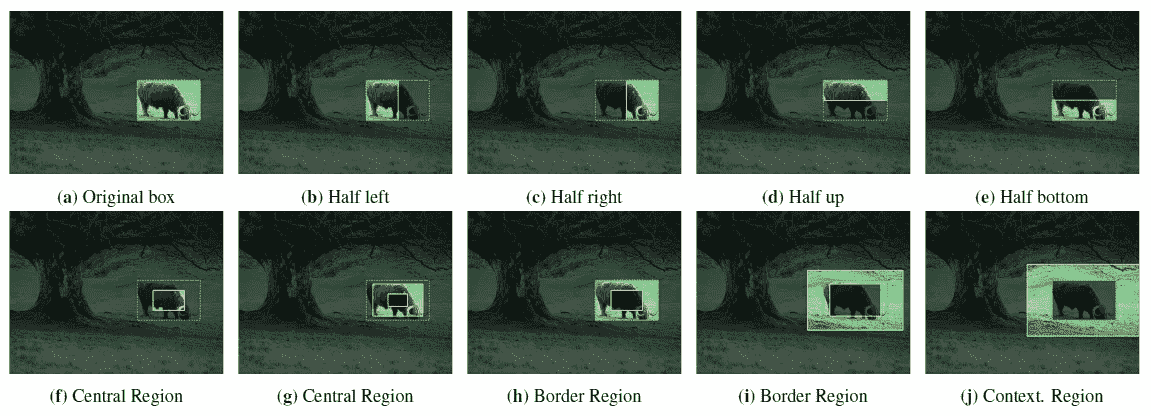 (a) Original box
(b) Half left
(c) Half right
(d) Half up
(e) Half bottom
(f) Central Region
(g) Central Region
(h) Border Region
(i) Border Region
(j) Context. Region